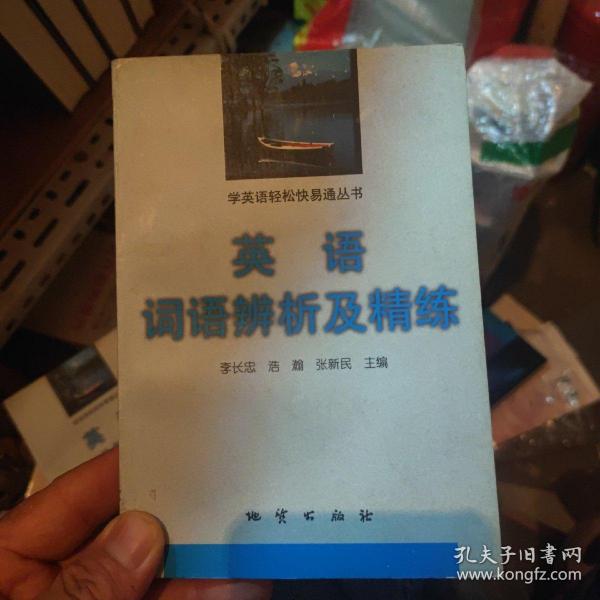 学英语轻松快易通丛书
英语
词语辨析及精练
李长忠 浩瀚 张新民 主编
地质出版社
英
孔夫子旧书网
www.kongfz.com